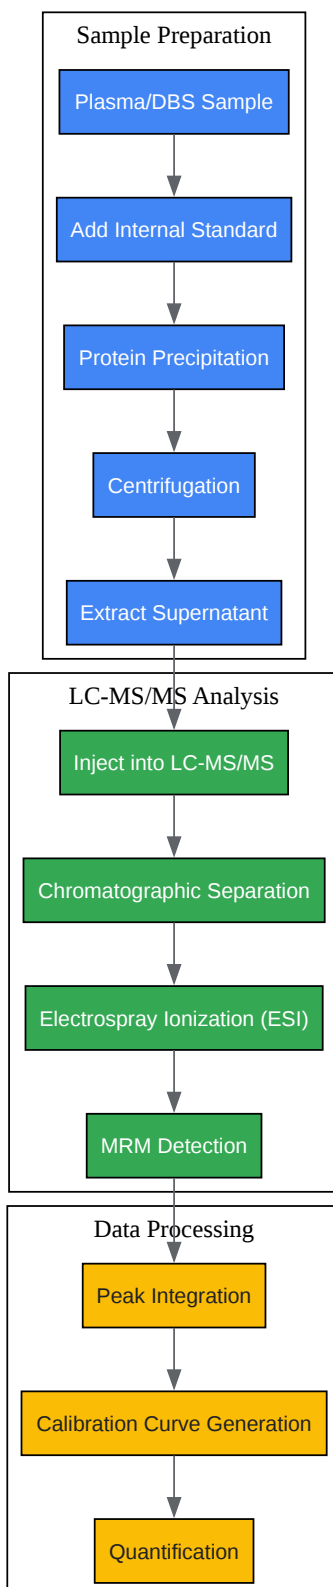 Sample Preparation
Plasma/DBS Sample
Add Internal Standard
Protein Precipitation
Centrifugation
Extract Supernatant
LC-MS/MS Analysis
Inject into LC-MS/MS
Chromatographic Separation
Electrospray Ionization (ESI)
MRM Detection
Data Processing
Peak Integration
Calibration Curve Generation
Quantification